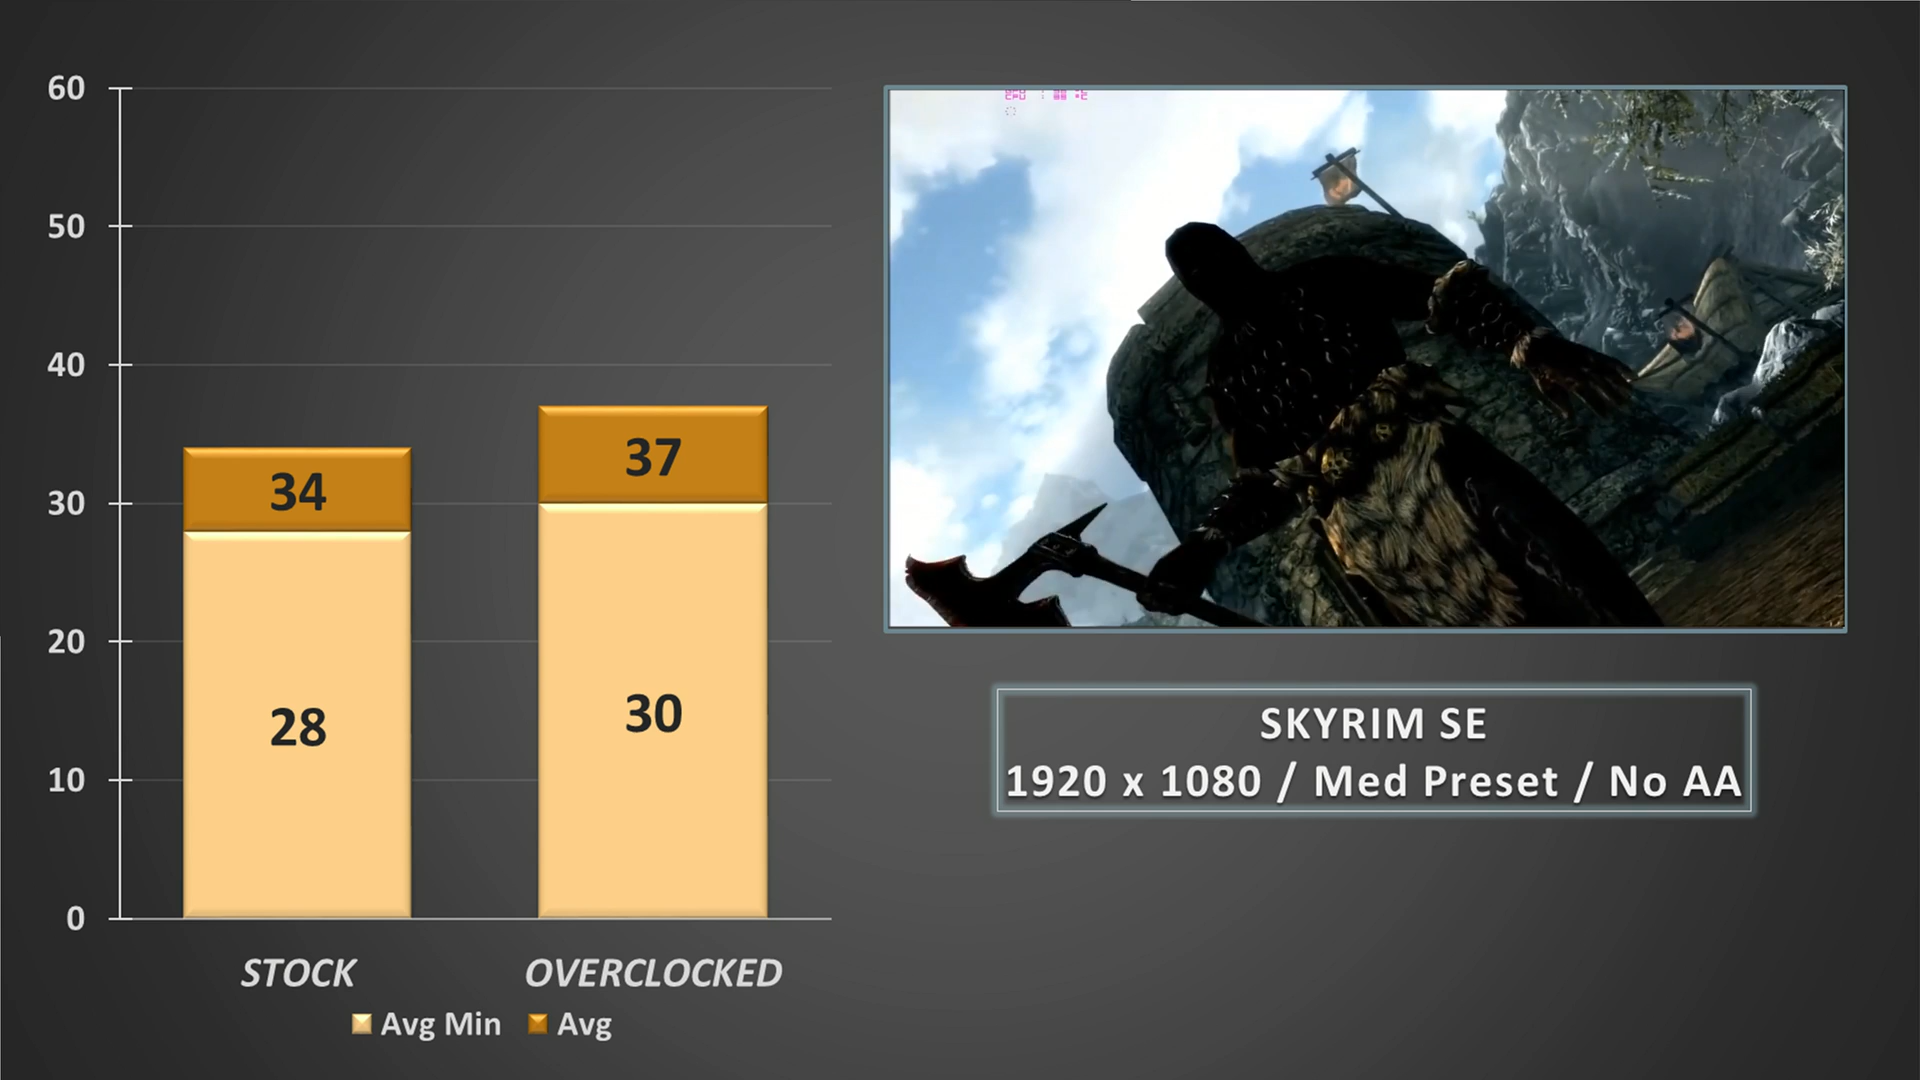 60
50
40
30
20
10
0
34
37
28
30
STOCK
OVERCLOCKED
Avg Min
Avg
SKYRIM SE
1920 x 1080 / Med Preset / No AA